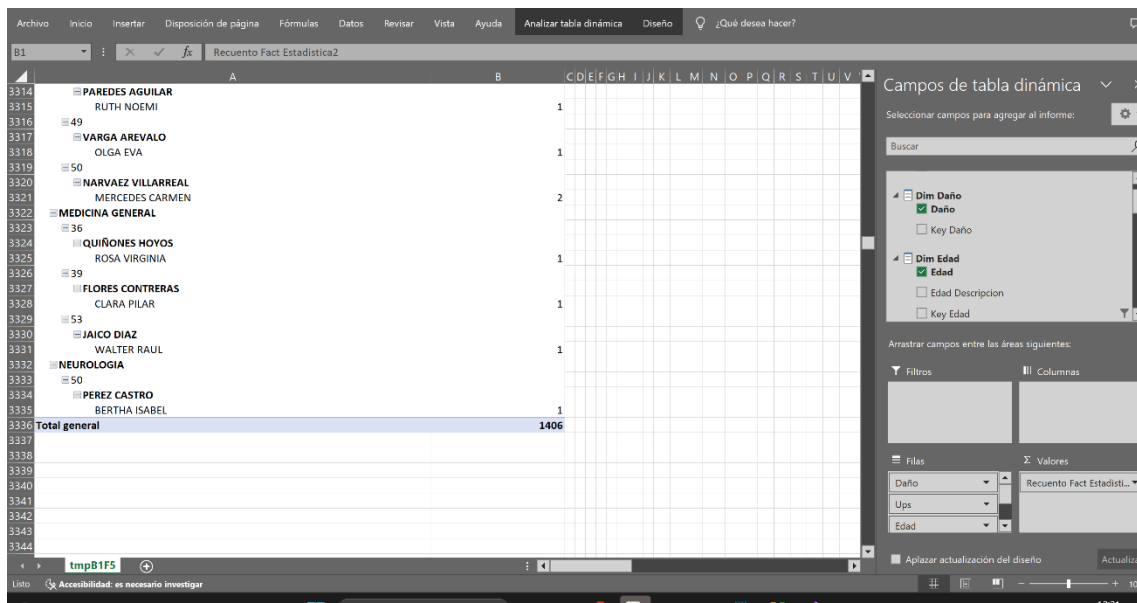 Archivo Inicio Insertar Disposición de página Fórmulas Datos Revisar Vista Ayuda Analizar tabla dinámica Diseño ¿Qué desea hacer?
B1 fx Recuento Fact Estadistica2
A B C D E F G H I J K L M N O P Q R S T U V
3314 PAREDES AGUILAR
3315 RUTH NOEMI 1
3316 49
3317 VARGA AREVALO
3318 OLGA EVA 1
3319 50
3320 NARVAEZ VILLARREAL
3321 MERCEDES CARMEN 2
3322 MEDICINA GENERAL
3323 36
3324 QUIÑONES HOYOS
3325 ROSA VIRGINIA 1
3326 39
3327 FLORES CONTRERAS
3328 CLARA PILAR 1
3329 53
3330 JAICO DIAZ
3331 WALTER RAUL 1
3332 NEUROLOGIA
3333 50
3334 PEREZ CASTRO
3335 BERTHA ISABEL 1
3336 Total general 1406
3337
3338
3339
3340
3341
3342
3343
3344
tmpB1F5
Listo Accesibilidad: es necesario investigar
Campos de tabla dinámica
Seleccionar campos para agregar al informe:
Buscar
Dim Daño
Daño
Key Daño
Dim Edad
Edad
Edad Descripcion
Key Edad
Arrastrar campos entre las áreas siguientes:
Filtros Columnas
Filas Σ Valores
Daño Recuento Fact Estadisti...
Ups
Edad
Aplazar actualización del diseño Actualiza
10